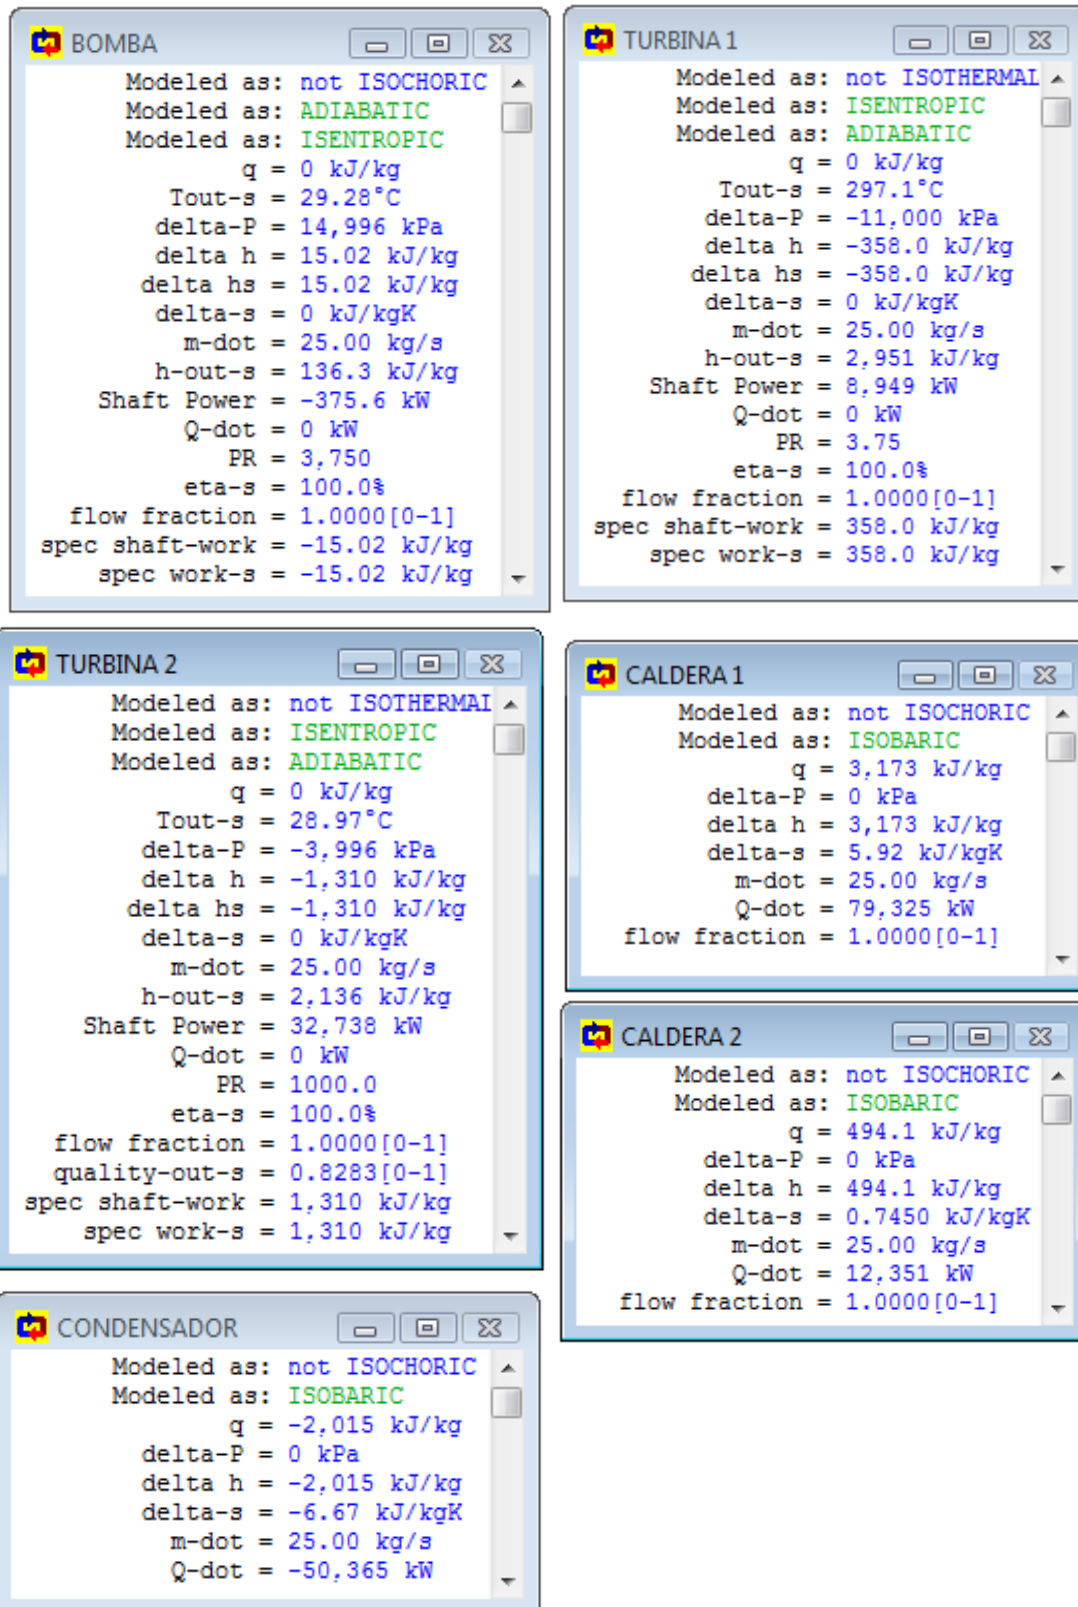 BOMBA
Modeled as: not ISOCHORIC
Modeled as: ADIABATIC
Modeled as: ISENTROPIC
q = 0 kJ/kg
Tout-s = 29.28°C
delta-P = 14,996 kPa
delta h = 15.02 kJ/kg
delta hs = 15.02 kJ/kg
delta-s = 0 kJ/kgK
m-dot = 25.00 kg/s
h-out-s = 136.3 kJ/kg
Shaft Power = -375.6 kW
Q-dot = 0 kW
PR = 3,750
eta-s = 100.0%
flow fraction = 1.0000[0-1]
spec shaft-work = -15.02 kJ/kg
spec work-s = -15.02 kJ/kg
TURBINA 1
Modeled as: not ISOTHERMAL
Modeled as: ISENTROPIC
Modeled as: ADIABATIC
q = 0 kJ/kg
Tout-s = 297.1°C
delta-P = -11,000 kPa
delta h = -358.0 kJ/kg
delta hs = -358.0 kJ/kg
delta-s = 0 kJ/kgK
m-dot = 25.00 kg/s
h-out-s = 2,951 kJ/kg
Shaft Power = 8,949 kW
Q-dot = 0 kW
PR = 3.75
eta-s = 100.0%
flow fraction = 1.0000[0-1]
spec shaft-work = 358.0 kJ/kg
spec work-s = 358.0 kJ/kg
TURBINA 2
Modeled as: not ISOTHERMAL
Modeled as: ISENTROPIC
Modeled as: ADIABATIC
q = 0 kJ/kg
Tout-s = 28.97°C
delta-P = -3,996 kPa
delta h = -1,310 kJ/kg
delta hs = -1,310 kJ/kg
delta-s = 0 kJ/kgK
m-dot = 25.00 kg/s
h-out-s = 2,136 kJ/kg
Shaft Power = 32,738 kW
Q-dot = 0 kW
PR = 1000.0
eta-s = 100.0%
flow fraction = 1.0000[0-1]
quality-out-s = 0.8283[0-1]
spec shaft-work = 1,310 kJ/kg
spec work-s = 1,310 kJ/kg
CALDERA 1
Modeled as: not ISOCHORIC
Modeled as: ISOBARIC
q = 3,173 kJ/kg
delta-P = 0 kPa
delta h = 3,173 kJ/kg
delta-s = 5.92 kJ/kgK
m-dot = 25.00 kg/s
Q-dot = 79,325 kW
flow fraction = 1.0000[0-1]
CALDERA 2
Modeled as: not ISOCHORIC
Modeled as: ISOBARIC
q = 494.1 kJ/kg
delta-P = 0 kPa
delta h = 494.1 kJ/kg
delta-s = 0.7450 kJ/kgK
m-dot = 25.00 kg/s
Q-dot = 12,351 kW
flow fraction = 1.0000[0-1]
CONDENSADOR
Modeled as: not ISOCHORIC
Modeled as: ISOBARIC
q = -2,015 kJ/kg
delta-P = 0 kPa
delta h = -2,015 kJ/kg
delta-s = -6.67 kJ/kgK
m-dot = 25.00 kg/s
Q-dot = -50,365 kW